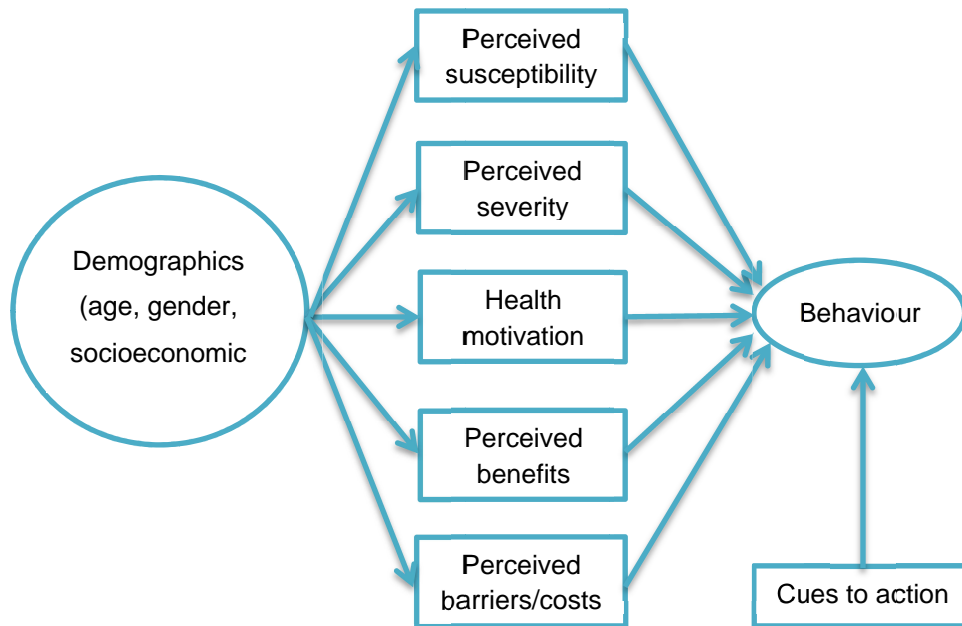 Perceived
susceptibility
Perceived
severity
Demographics
(age, gender,
socioeconomic
Health
motivation
Behaviour
Perceived
benefits
Perceived
barriers/costs
Cues to action